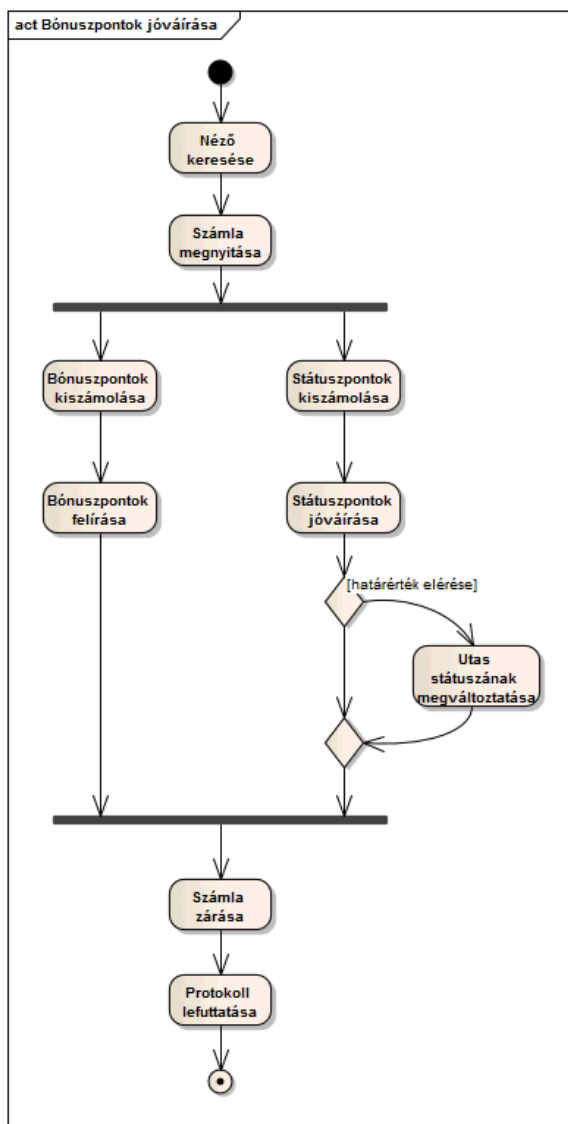 act Bónuszpontok jóváírása
Néző
keresése
Számla
megnyitása
Bónuszpontok
kiszámolása
Státuszpontok
kiszámolása
Bónuszpontok
felírása
Státuszpontok
jóváírása
[határérték elérése]
Utas
státuszának
megváltoztatása
Számla
zárása
Protokoll
lefuttatása